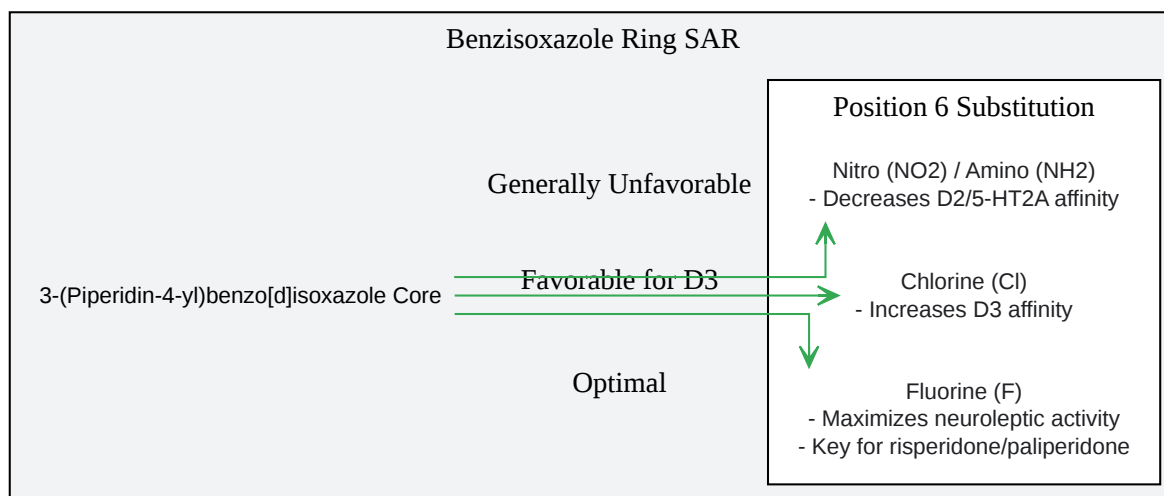 Benzisoxazole Ring SAR
Position 6 Substitution
Nitro (NO2) / Amino (NH2)
- Decreases D2/5-HT2A affinity
Generally Unfavorable
Favorable for D3
3-(Piperidin-4-yl)benzo[d]isoxazole Core
Chlorine (Cl)
- Increases D3 affinity
Optimal
Fluorine (F)
- Maximizes neuroleptic activity
- Key for risperidone/paliperidone